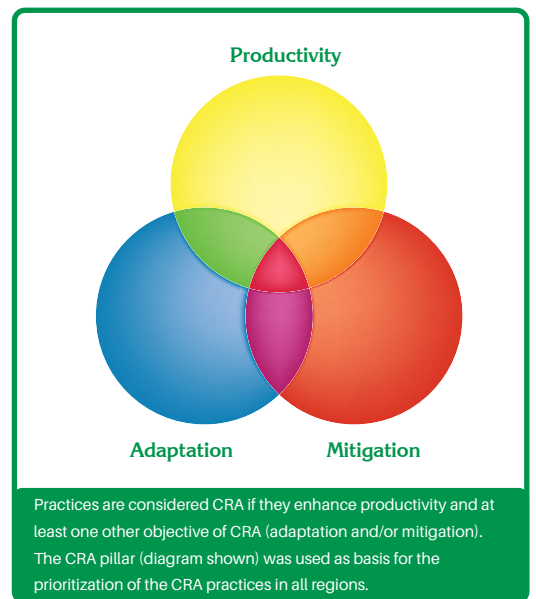 Productivity
Adaptation
Mitigation
Practices are considered CRA if they enhance productivity and at
least one other objective of CRA (adaptation and/or mitigation).
The CRA pillar (diagram shown) was used as basis for the
prioritization of the CRA practices in all regions.